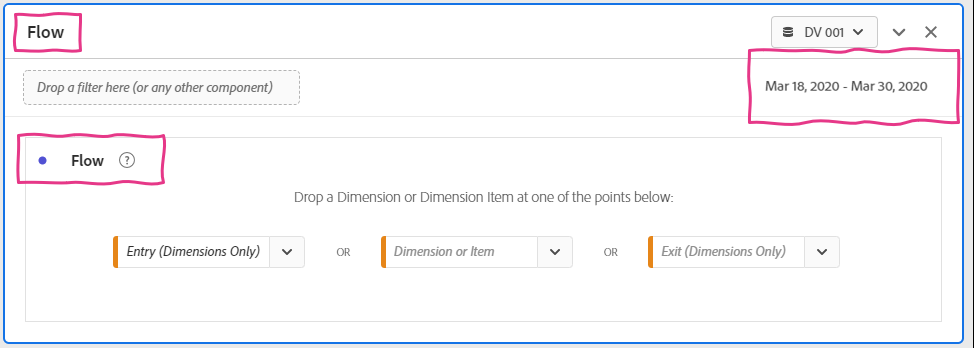 Flow
DV 001
Drop a filter here (or any other component)
Mar 18, 2020 - Mar 30, 2020
Flow ?
Drop a Dimension or Dimension Item at one of the points below:
Entry (Dimensions Only) OR Dimension or Item OR Exit (Dimensions Only)